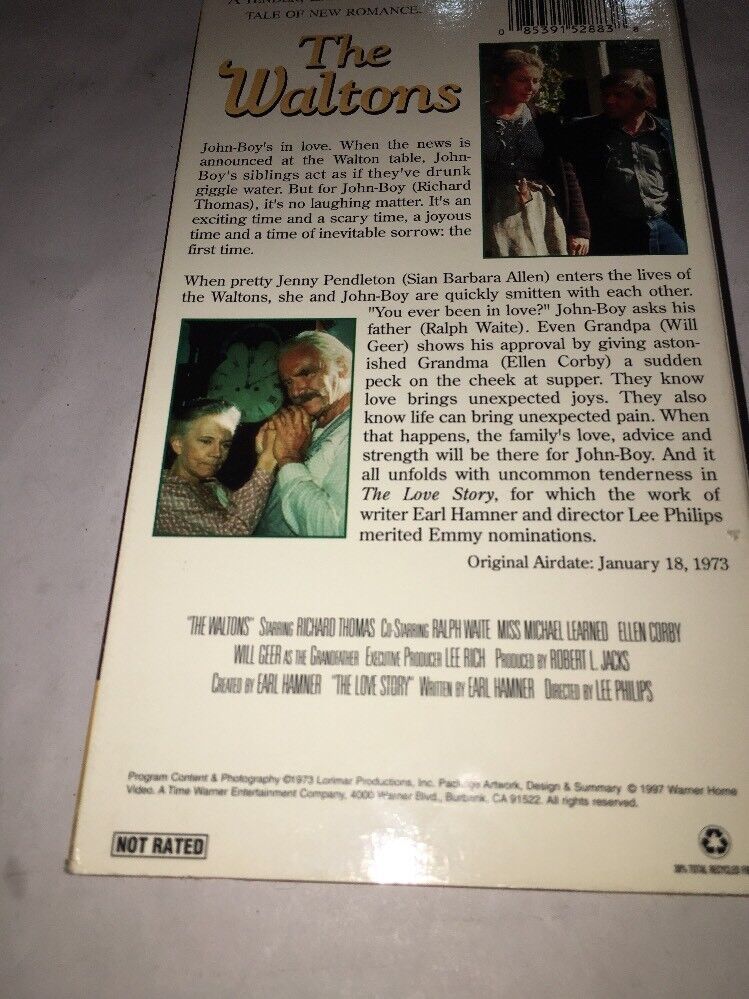 A TENDER,
TALE OF NEW ROMANCE.
0 85391 52883 8
The
Waltons
John-Boy's in love. When the news is
announced at the Walton table, John-
Boy's siblings act as if they've drunk
giggle water. But for John-Boy (Richard
Thomas), it's no laughing matter. It's an
exciting time and a scary time, a joyous
time and a time of inevitable sorrow: the
first time.
When pretty Jenny Pendleton (Sian Barbara Allen) enters the lives of
the Waltons, she and John-Boy are quickly smitten with each other.
"You ever been in love?" John-Boy asks his
father (Ralph Waite). Even Grandpa (Will
Geer) shows his approval by giving aston-
ished Grandma (Ellen Corby) a sudden
peck on the cheek at supper. They know
love brings unexpected joys. They also
know life can bring unexpected pain. When
that happens, the family's love, advice and
strength will be there for John-Boy. And it
all unfolds with uncommon tenderness in
The Love Story, for which the work of
writer Earl Hamner and director Lee Philips
merited Emmy nominations.
Original Airdate: January 18, 1973
"THE WALTONS" STARRING RICHARD THOMAS CO-STARRING RALPH WAITE MISS MICHAEL LEARNED ELLEN CORBY
WILL GEER AS THE GRANDFATHER EXECUTIVE PRODUCER LEE RICH PRODUCED BY ROBERT L. JACKS
CREATED BY EARL HAMNER "THE LOVE STORY" WRITTEN BY EARL HAMNER DIRECTED BY LEE PHILIPS
Program Content & Photography ©1973 Lorimar Productions, Inc. Package Artwork, Design & Summary © 1997 Warner Home
Video. A Time Warner Entertainment Company, 4000 Warner Blvd., Burbank, CA 91522. All rights reserved.
NOT RATED
TOTAL RECYCLED